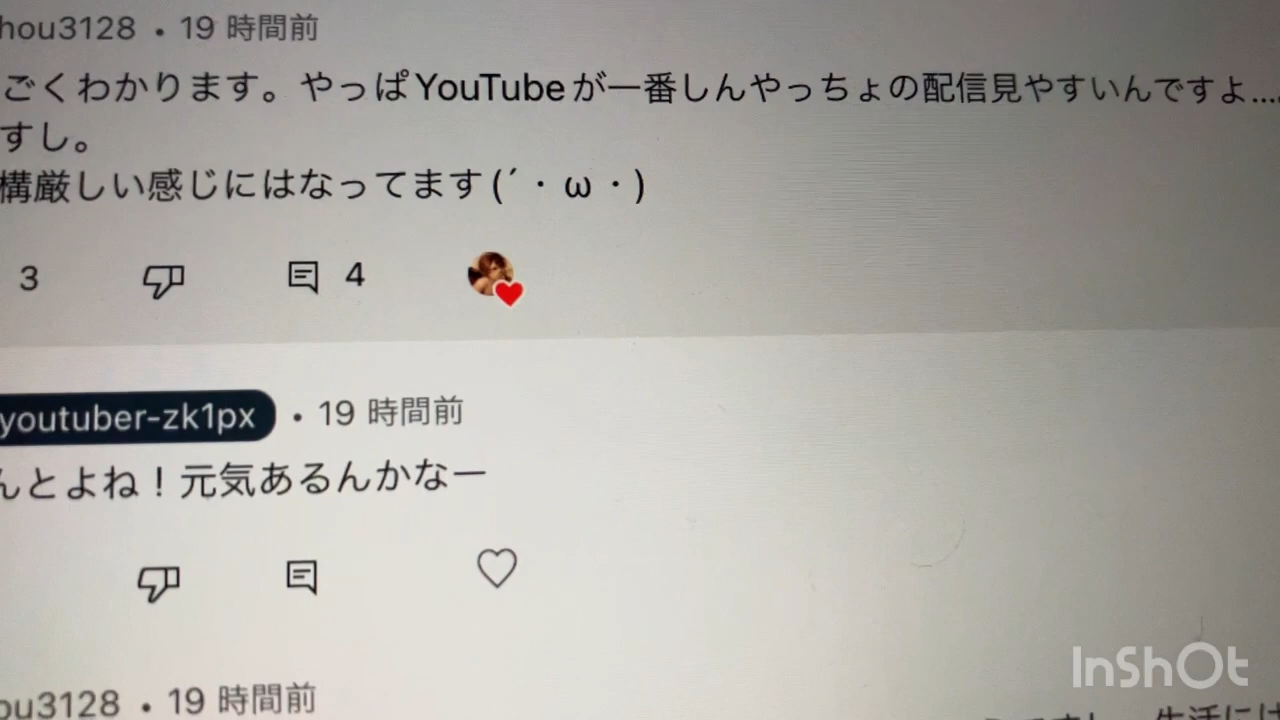 hou3128 • 19 時間前
ごくわかります。やっぱYouTubeが一番しんやっちょの配信見やすいんですよ...
すし。
構厳しい感じにはなってます(´・ω・)
3 4
youtuber-zk1px • 19 時間前
んとよね！元気あるんかなー
ou3128 • 19 時間前
生活には
InShOt